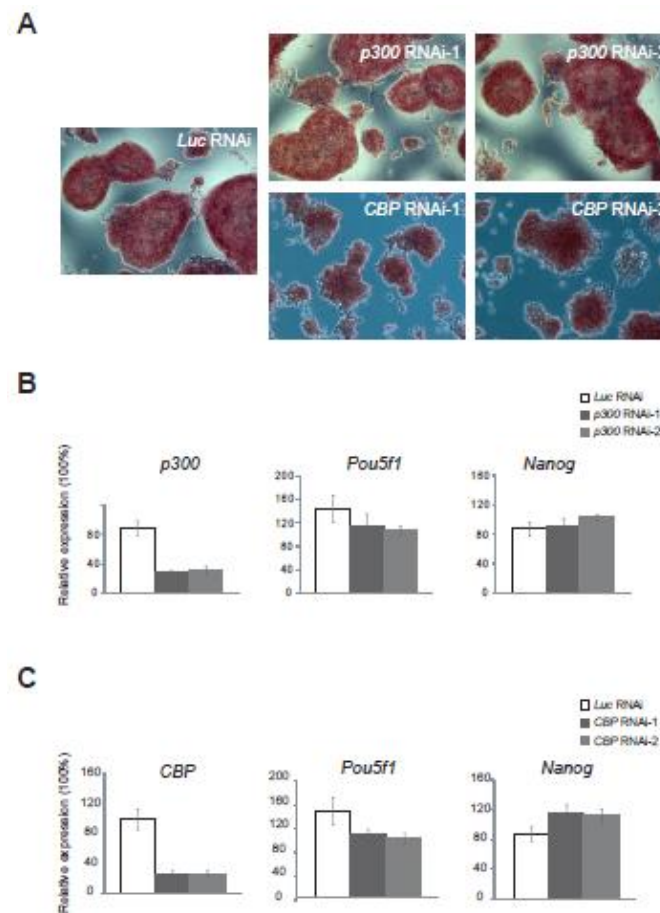 A
p300 RNAi-1
p300 RNAi-2
Luc RNAi
CBP RNAi-1
CBP RNAi-2
B
Luc RNAi
p300 RNAi-1
p300 RNAi-2
p300
Pou5f1
Nanog
Relative expression (100%)
80
40
0
200
160
120
80
40
0
160
120
80
40
0
C
Luc RNAi
CBP RNAi-1
CBP RNAi-2
CBP
Pou5f1
Nanog
Relative expression (100%)
160
120
80
40
0
200
160
120
80
40
0
160
120
80
40
0